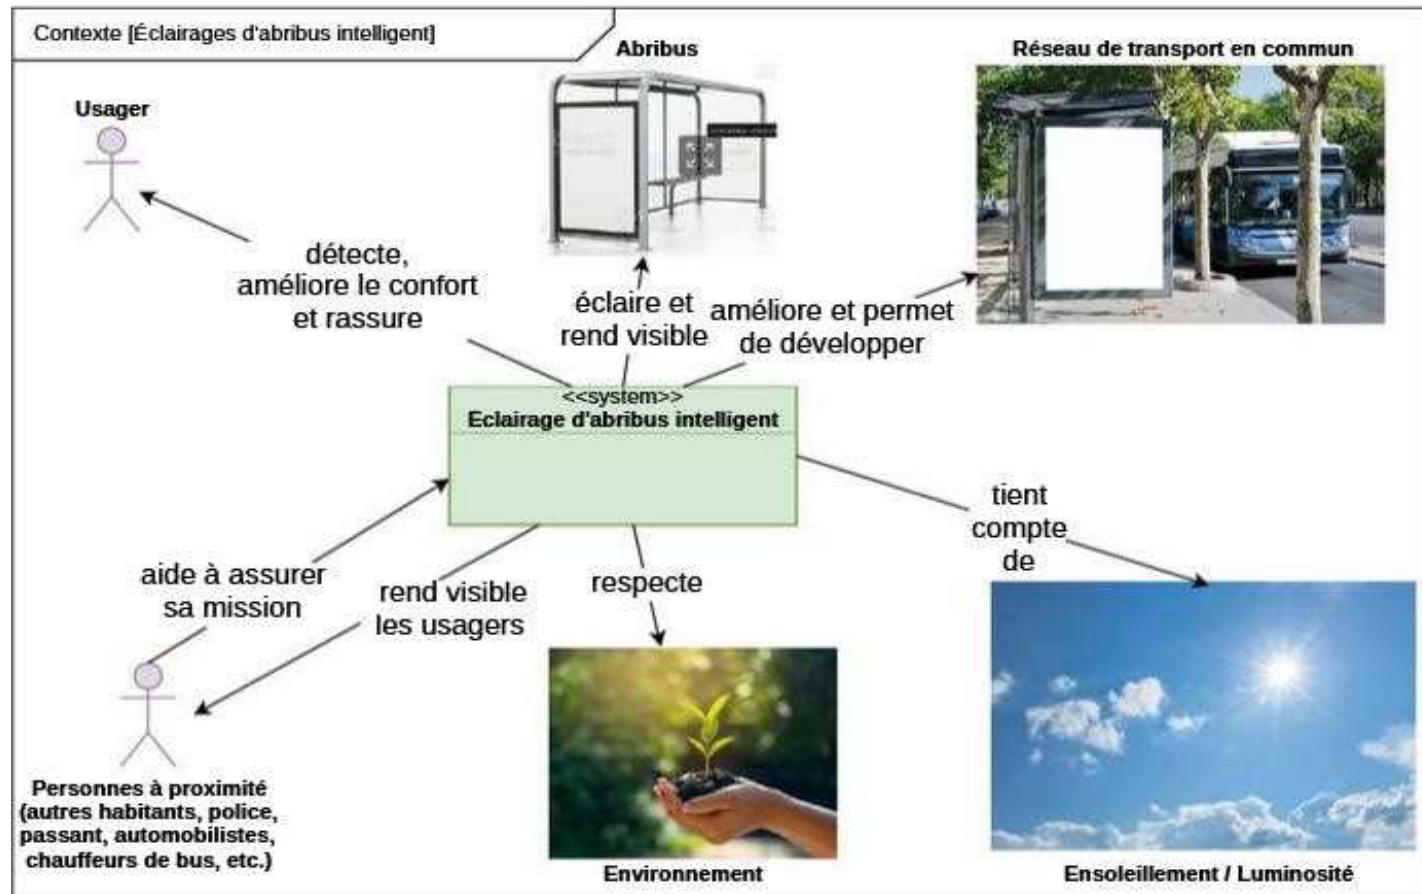 Contexte [Éclairages d'abribus intelligent]
Abribus
Réseau de transport en commun
Usager
détecte,
améliore le confort
et rassure
éclaire et
rend visible
améliore et permet
de développer
<<system>>
Eclairage d'abribus intelligent
tient
compte
de
aide à assurer
sa mission
rend visible
les usagers
respecte
Personnes à proximité
(autres habitants, police,
passant, automobilistes,
chauffeurs de bus, etc.)
Environnement
Ensoleillement / Luminosité